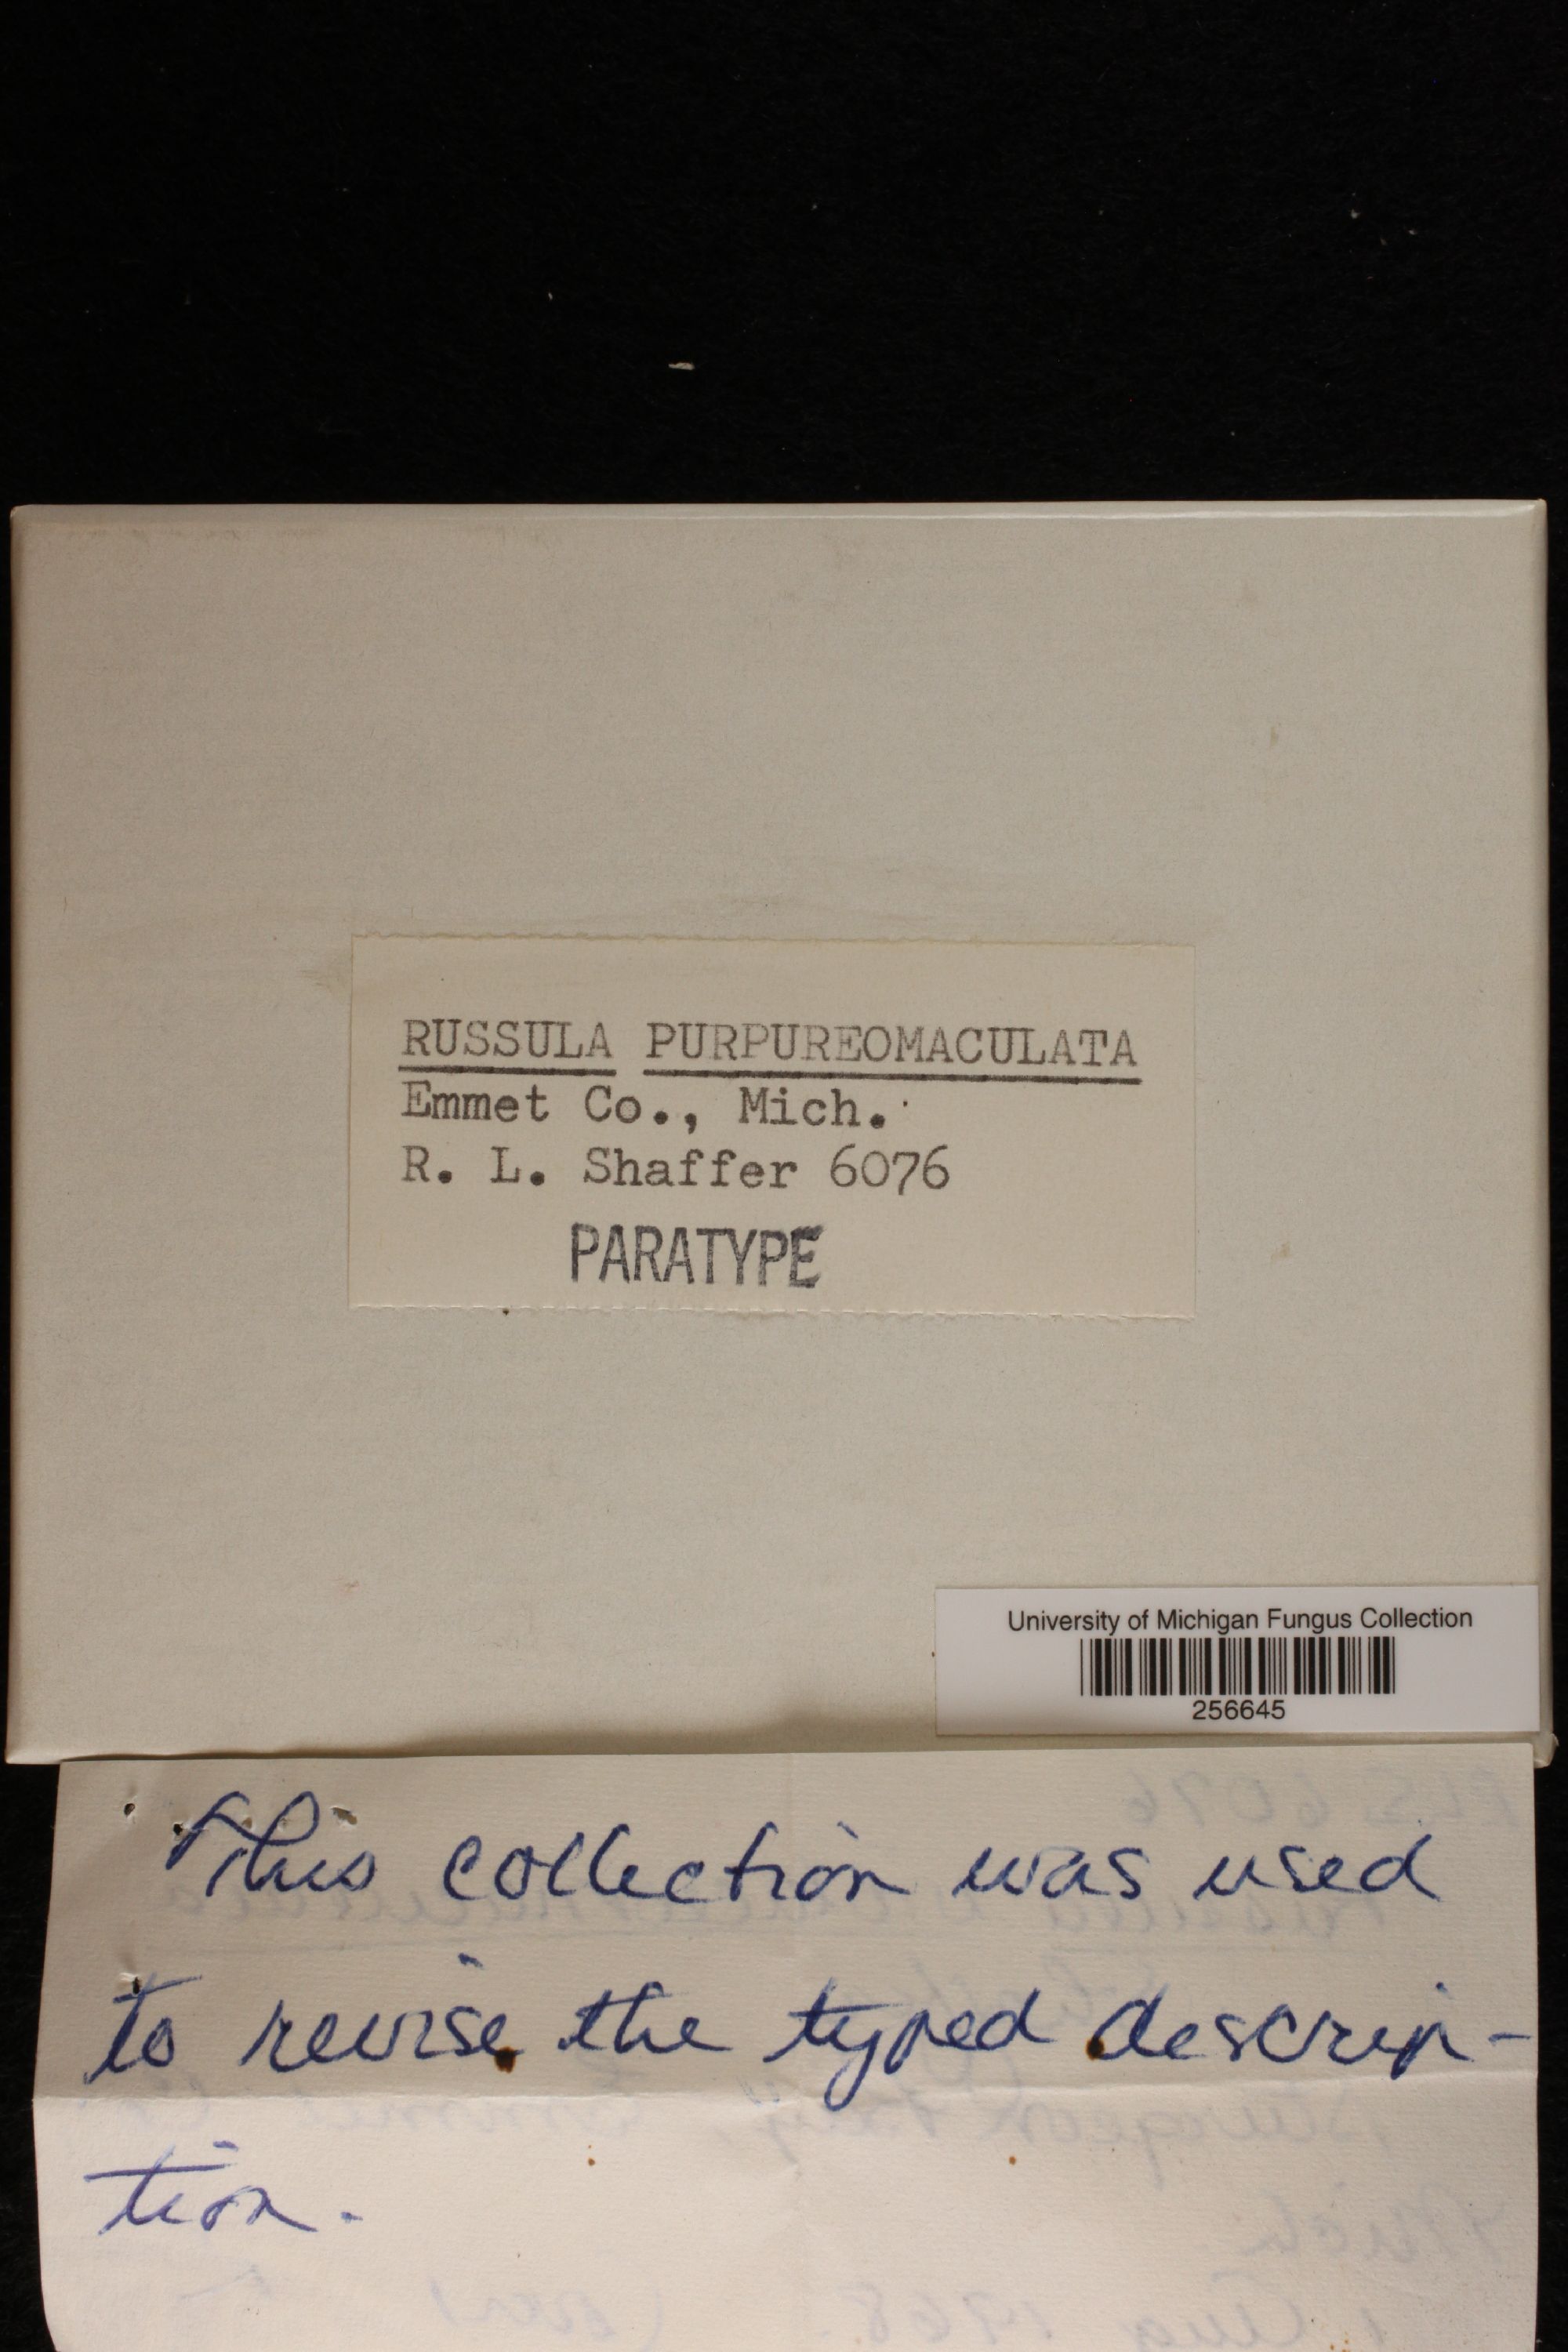 RUSSULA PURPUREOMACULATA
Emmet Co., Mich.
R. L. Shaffer 6076
PARATYPE
University of Michigan Fungus Collection
256645
This collection was used
to revise the typed descrip-
tion.